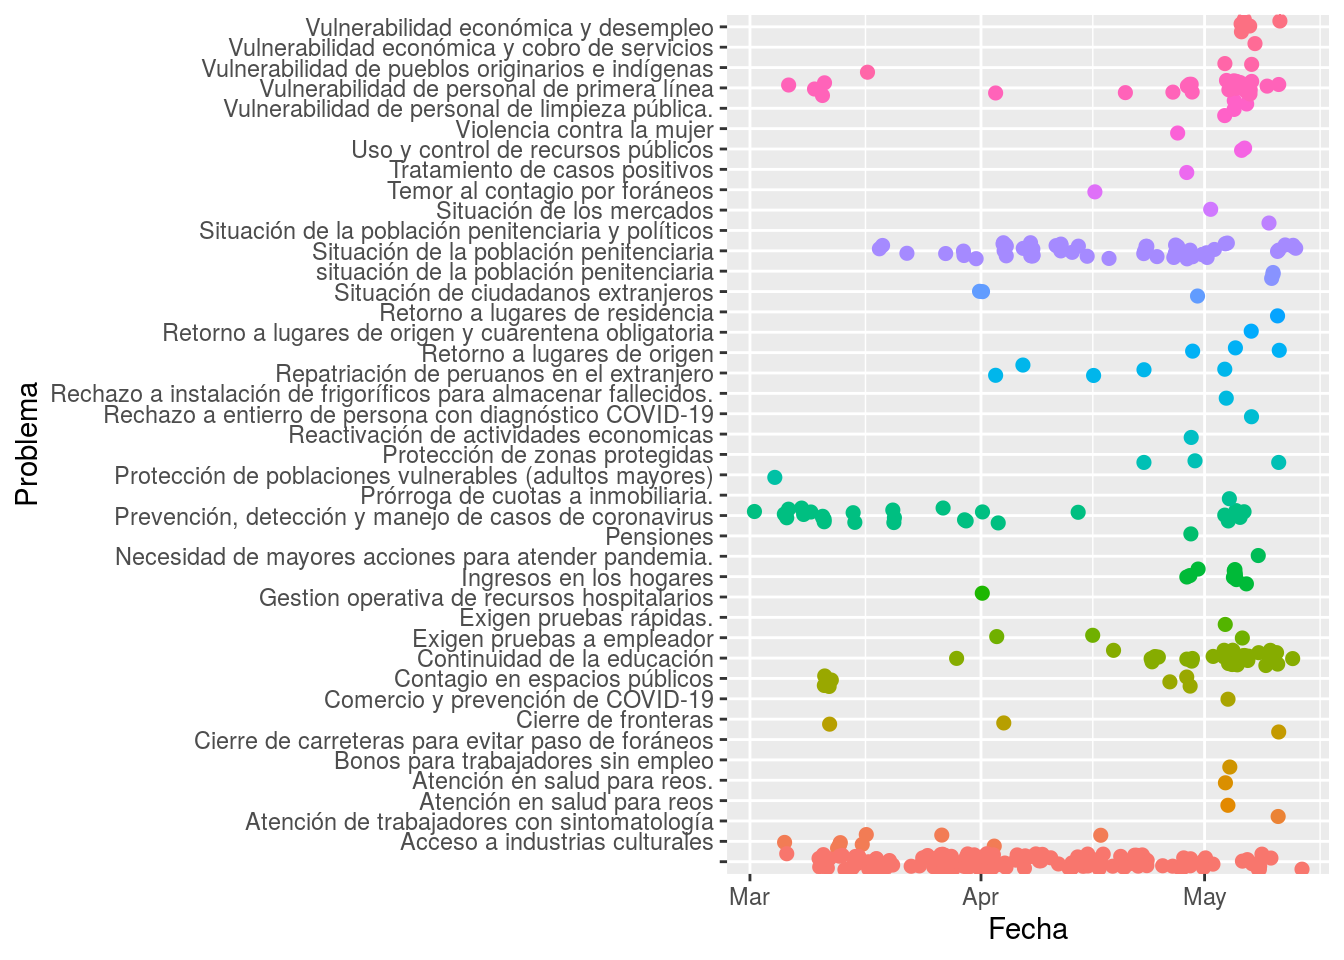 Vulnerabilidad económica y desempleo
Vulnerabilidad económica y cobro de servicios
Vulnerabilidad de pueblos originarios e indígenas
Vulnerabilidad de personal de primera línea
Vulnerabilidad de personal de limpieza pública.
Violencia contra la mujer
Uso y control de recursos públicos
Tratamiento de casos positivos
Temor al contagio por foráneos
Situación de los mercados
Situación de la población penitenciaria y políticos
Situación de la población penitenciaria
situación de la población penitenciaria
Situación de ciudadanos extranjeros
Retorno a lugares de residencia
Retorno a lugares de origen y cuarentena obligatoria
Retorno a lugares de origen
Repatriación de peruanos en el extranjero
Rechazo a instalación de frigoríficos para almacenar fallecidos.
Rechazo a entierro de persona con diagnóstico COVID-19
Reactivación de actividades economicas
Protección de zonas protegidas
Protección de poblaciones vulnerables (adultos mayores)
Prórroga de cuotas a inmobiliaria.
Prevención, detección y manejo de casos de coronavirus
Pensiones
Necesidad de mayores acciones para atender pandemia.
Ingresos en los hogares
Gestion operativa de recursos hospitalarios
Exigen pruebas rápidas.
Exigen pruebas a empleador
Continuidad de la educación
Contagio en espacios públicos
Comercio y prevención de COVID-19
Cierre de fronteras
Cierre de carreteras para evitar paso de foráneos
Bonos para trabajadores sin empleo
Atención en salud para reos.
Atención en salud para reos
Atención de trabajadores con sintomatología
Acceso a industrias culturales
Problema
Mar
Apr
May
Fecha